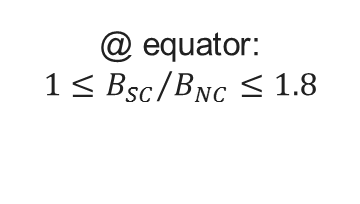 @ equator:
1 ≤ B_SC/B_NC ≤ 1.8